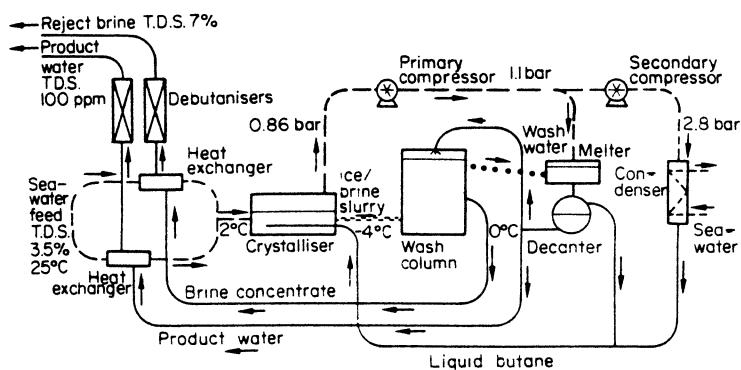 Reject brine T.D.S. 7%
Product
water
T.D.S.
100 ppm
Debutanisers
Heat
exchanger
Sea-
water
feed
T.D.S.
3.5%
25°C
Heat
exchanger
Primary
compressor
1.1 bar
Secondary
compressor
0.86 bar
2.8 bar
Wash
water
Melter
ice/
brine
slurry
Con-
denser
2°C
Crystalliser
-4°C
Wash
column
0°C
Decanter
Sea-
water
Brine concentrate
Product water
Liquid butane